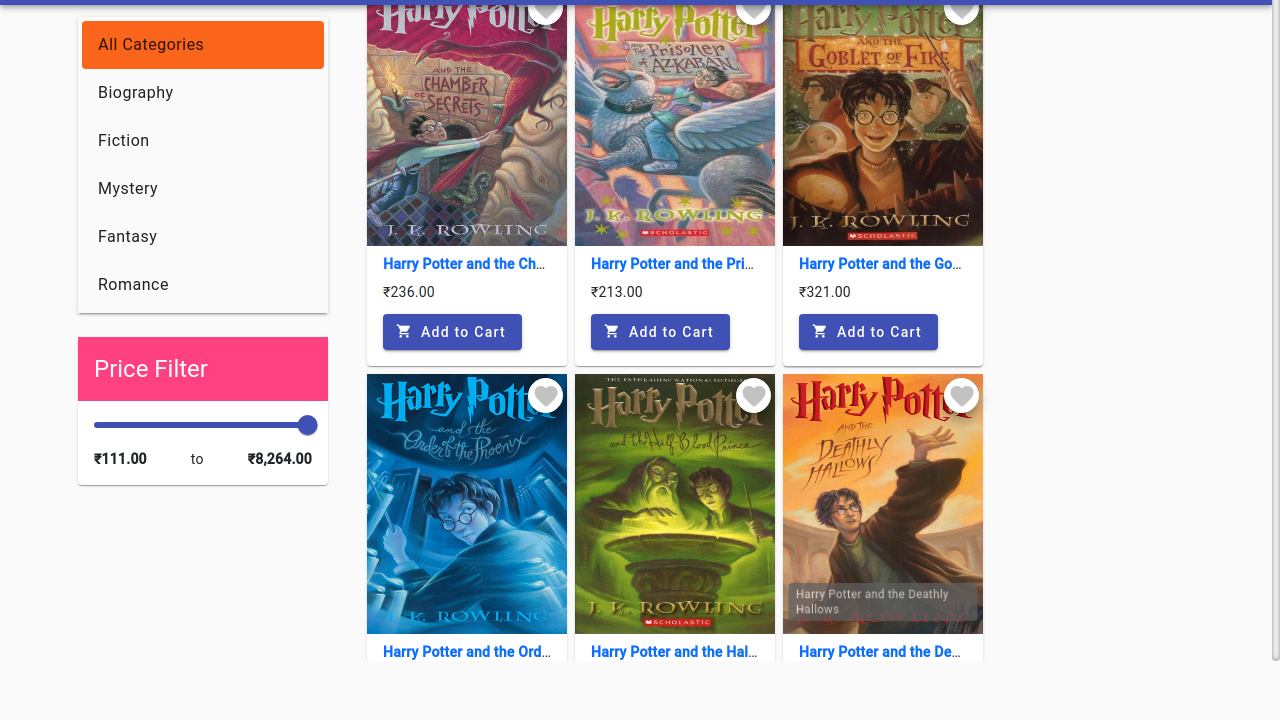 All Categories
Biography
Fiction
Mystery
Fantasy
Romance
Price Filter
₹111.00 to ₹8,264.00
Harry Potter
AND THE
CHAMBER
OF
SECRETS
J. K. ROWLING
Harry Potter and the Ch...
₹236.00
Add to Cart
Harry Potter
AND THE Prisoner
of AZKABAN
J. K. ROWLING
SCHOLASTIC
Harry Potter and the Pri...
₹213.00
Add to Cart
Harry Potter
AND THE
GOBLET OF FIRE
J. K. ROWLING
SCHOLASTIC
Harry Potter and the Go...
₹321.00
Add to Cart
Harry Potter
and the
Order of the Phoenix
K. ROWLING
Harry Potter and the Ord...
THE ENTHRALLING NATIONAL BESTSELLER
Harry Potter
and the Half-Blood Prince
J. K. ROWLING
SCHOLASTIC
Harry Potter and the Hal...
Harry Potter
AND THE
DEATHLY
HALLOWS
Harry Potter and the Deathly
Hallows
Harry Potter and the De...